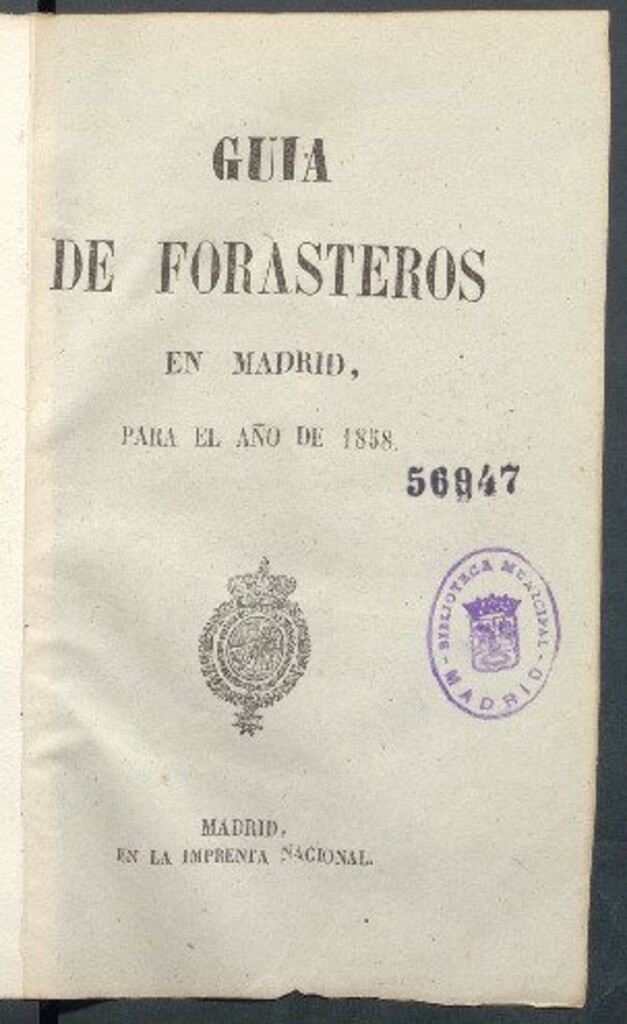 GUIA
DE FORASTEROS
EN MADRID,
PARA EL AÑO DE 1858.
56947
BIBLIOTECA MUNICIPAL
- MADRID -
MADRID,
EN LA IMPRENTA NACIONAL.